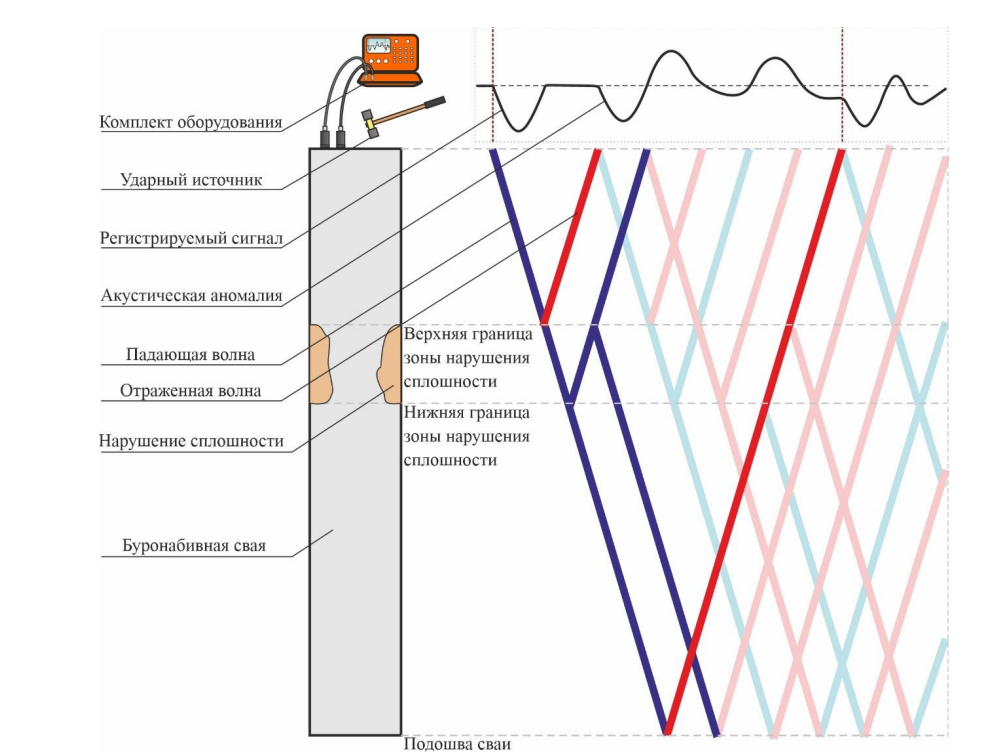 Комплект оборудования
Ударный источник
Регистрируемый сигнал
Акустическая аномалия
Падающая волна
Отраженная волна
Нарушение сплошности
Буронабивная свая
Верхняя граница
зоны нарушения
сплошности
Нижняя граница
зоны нарушения
сплошности
Подошва сваи